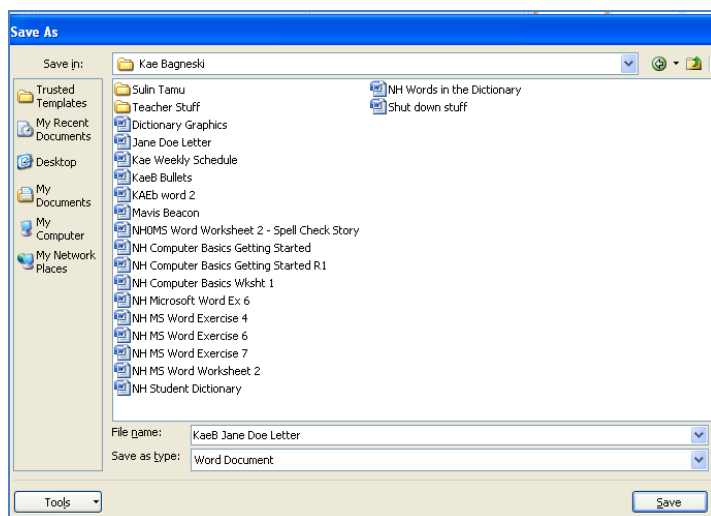 Save As
Save in:
Kae Bagneski
Trusted
Templates
My Recent
Documents
Desktop
My
Documents
My
Computer
My Network
Places
Sulin Tamu
Teacher Stuff
Dictionary Graphics
Jane Doe Letter
Kae Weekly Schedule
KaeB Bullets
KAEb word 2
Mavis Beacon
NH0MS Word Worksheet 2 - Spell Check Story
NH Computer Basics Getting Started
NH Computer Basics Getting Started R1
NH Computer Basics Wksht 1
NH Microsoft Word Ex 6
NH MS Word Exercise 4
NH MS Word Exercise 6
NH MS Word Exercise 7
NH MS Word Worksheet 2
NH Student Dictionary
NH Words in the Dictionary
Shut down stuff
File name:
KaeB Jane Doe Letter
Save as type:
Word Document
Tools
Save